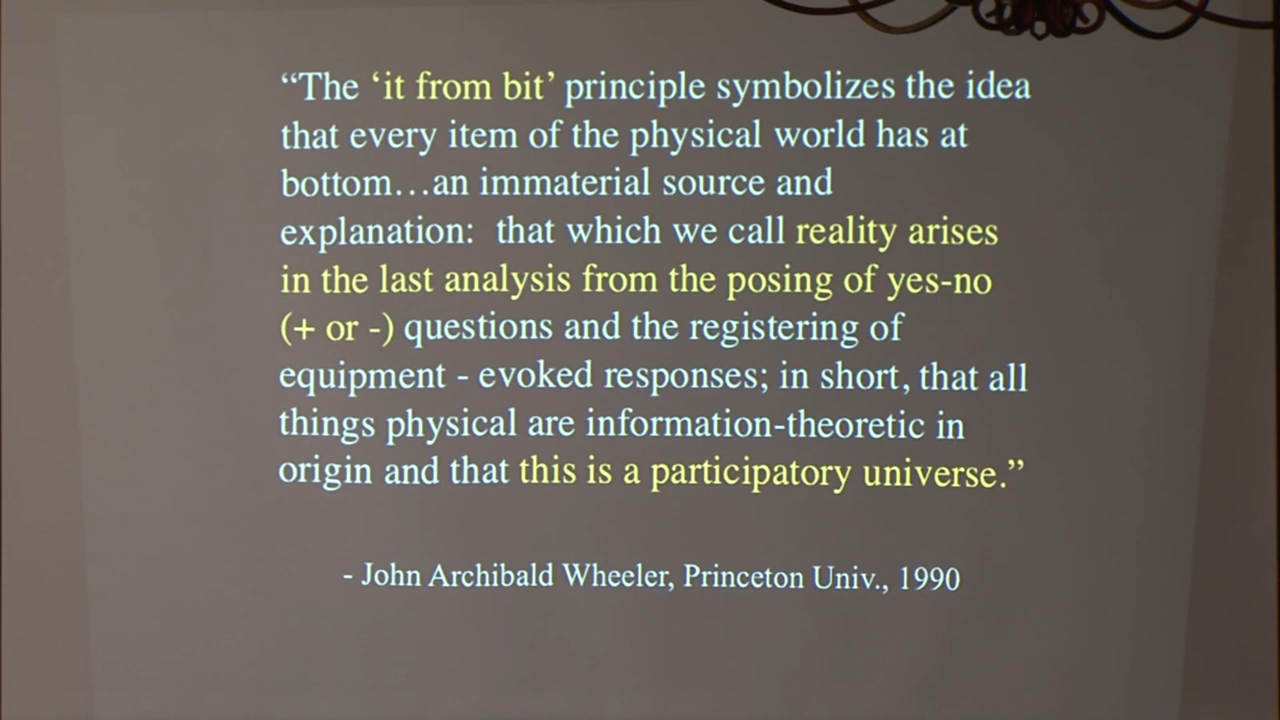 “The ‘it from bit’ principle symbolizes the idea
that every item of the physical world has at
bottom…an immaterial source and
explanation:  that which we call reality arises
in the last analysis from the posing of yes-no
(+ or -) questions and the registering of
equipment - evoked responses; in short, that all
things physical are information-theoretic in
origin and that this is a participatory universe.”
- John Archibald Wheeler, Princeton Univ., 1990